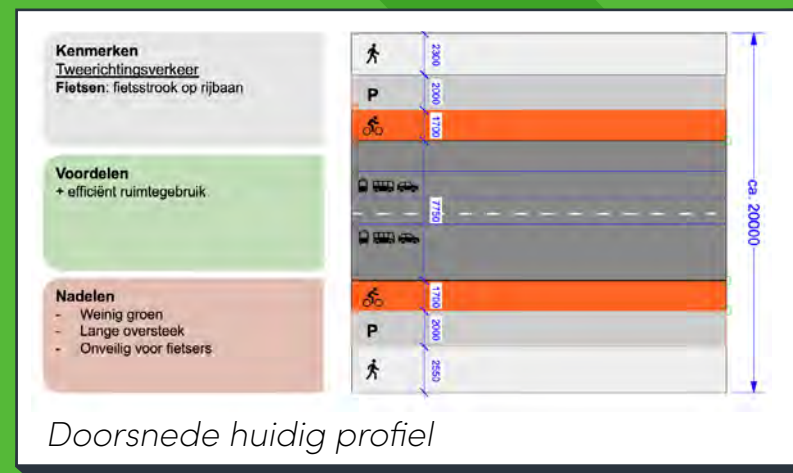 Kenmerken
Tweerichtingsverkeer
Fietsen: fietsstrook op rijbaan
Voordelen
+ efficiënt ruimtegebruik
Nadelen
- Weinig groen
- Lange oversteek
- Onveilig voor fietsers
2300
P
2000
1700
7750
1700
P
2000
2550
ca. 20000
Doorsnede huidig profiel